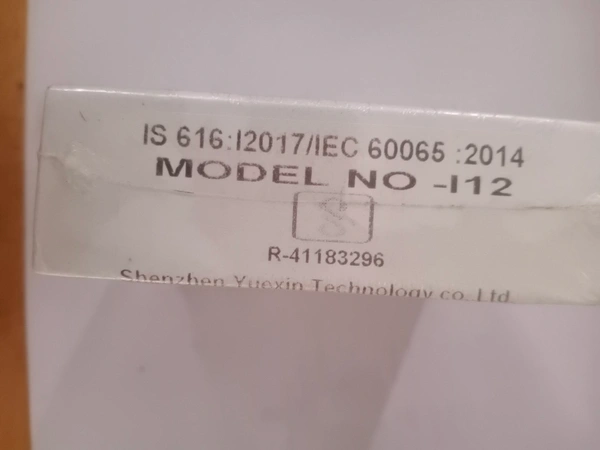 IS 616:I2017/IEC 60065 :2014
MODEL NO -I12
R-41183296
Shenzhen Yuexin Technology co.,Ltd